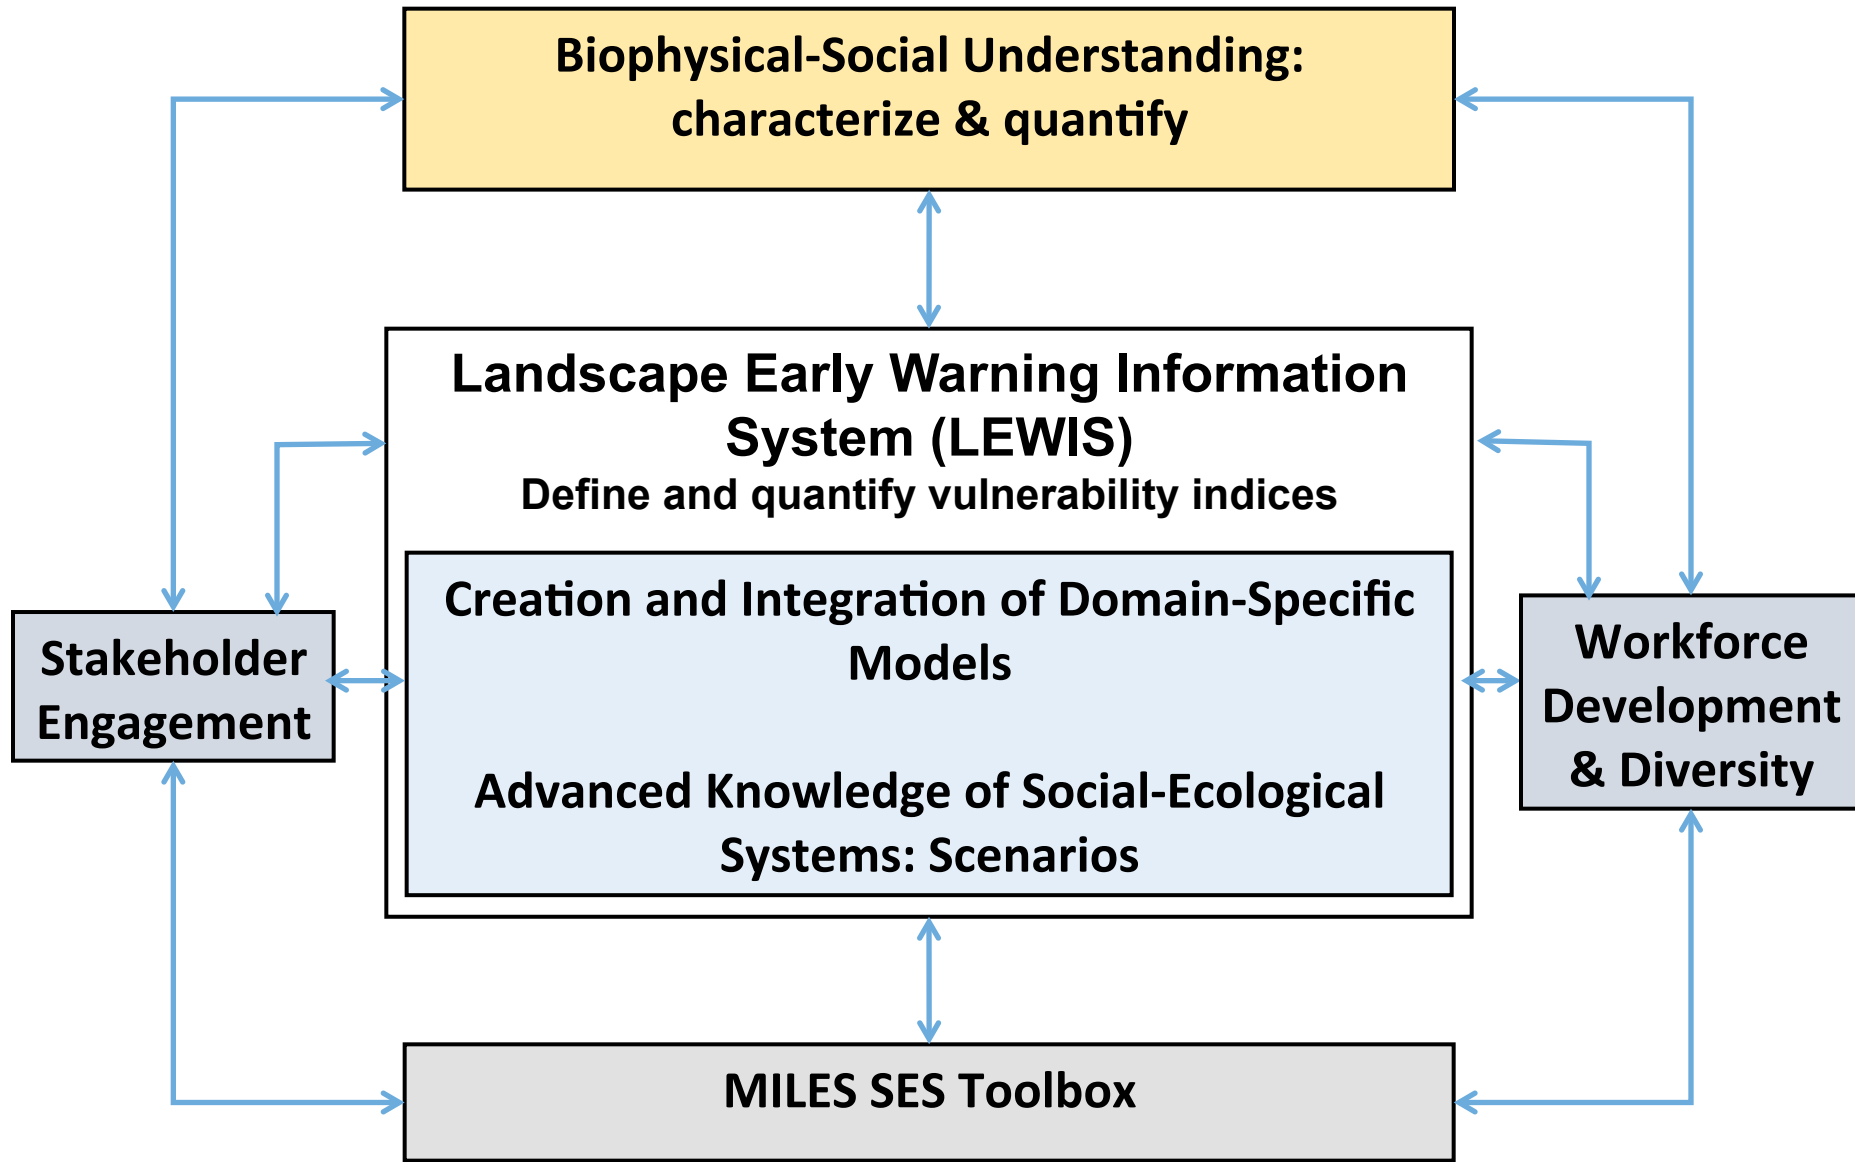 Biophysical-Social Understanding:
characterize & quantify
Landscape Early Warning Information
System (LEWIS)
Define and quantify vulnerability indices
Creation and Integration of Domain-Specific
Models
Advanced Knowledge of Social-Ecological
Systems: Scenarios
Stakeholder
Engagement
Workforce
Development
& Diversity
MILES SES Toolbox